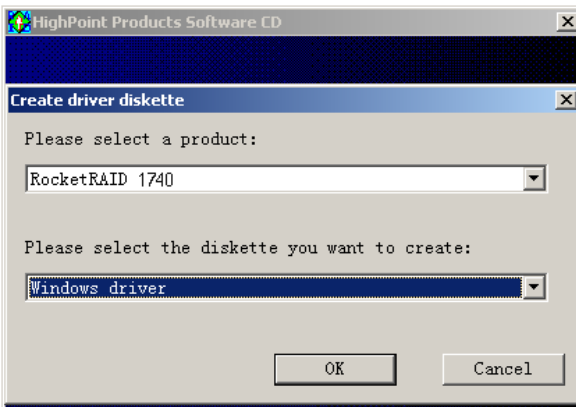 HighPoint Products Software CD
Create driver diskette
Please select a product:
RocketRAID 1740
Please select the diskette you want to create:
Windows driver
OK Cancel